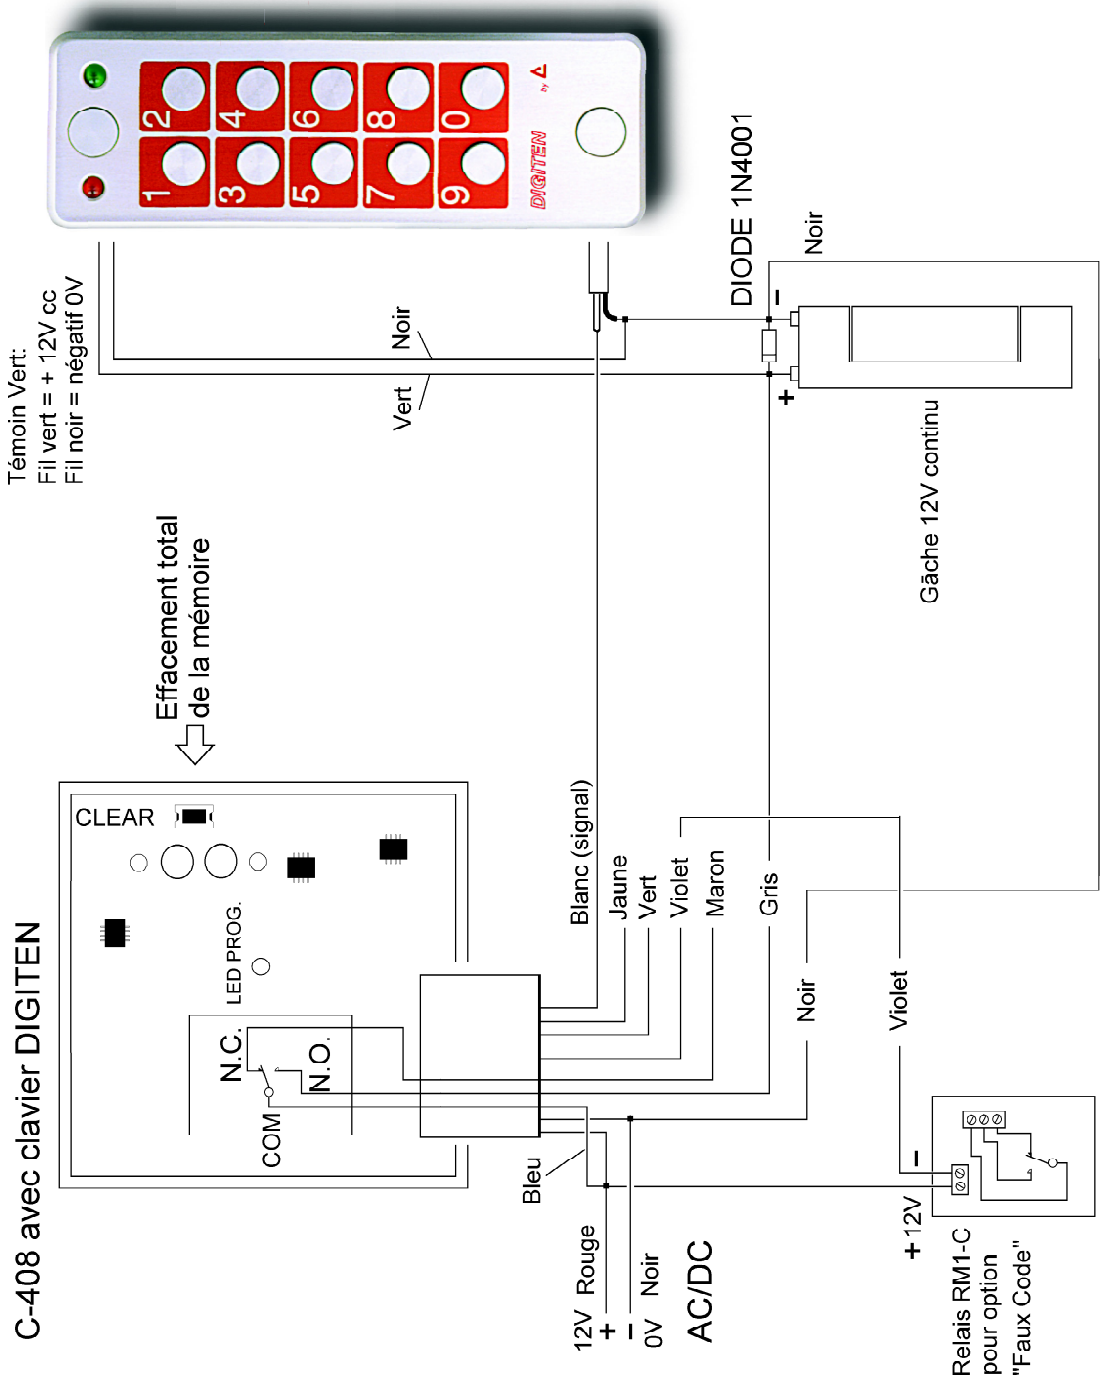 C-408 avec clavier DIGITEN
Témoin Vert:
Fil vert = + 12V cc
Fil noir = négatif 0V
Effacement total
de la mémoire
CLEAR
LED PROG.
N.C.
N.O.
COM
1
2
3
4
5
6
7
8
9
0
DIGITEN
by
Noir
Vert
DIODE 1N4001
Noir
-
+
Gâche 12V continu
Blanc (signal)
Jaune
Vert
Violet
Maron
Gris
Noir
Violet
Bleu
12V Rouge
+
-
0V Noir
AC/DC
+ 12V -
Relais RM1-C
pour option
"Faux Code"